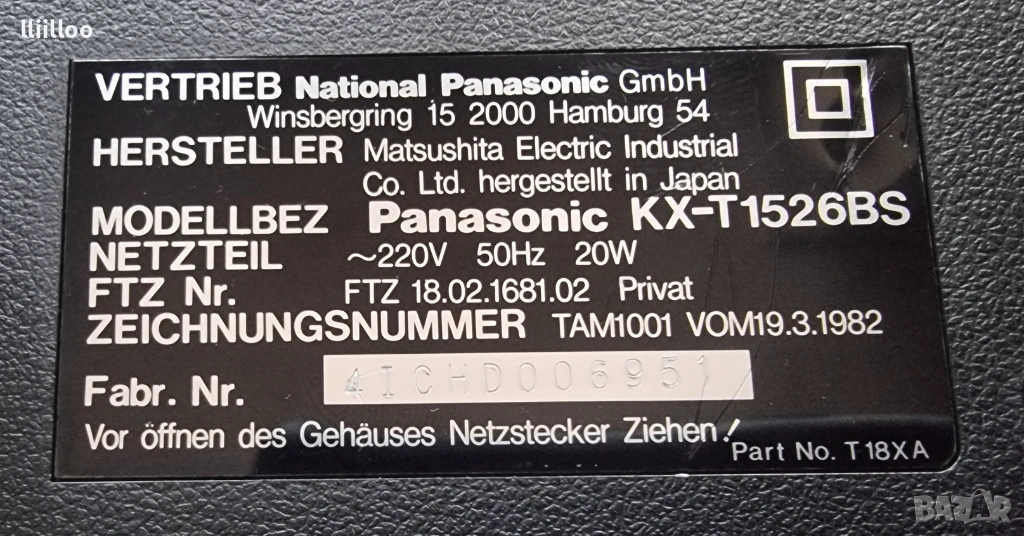 lliilloo
VERTRIEB National Panasonic GmbH
Winsbergring 15 2000 Hamburg 54
HERSTELLER Matsushita Electric Industrial
Co. Ltd. hergestellt in Japan
MODELLBEZ Panasonic KX-T1526BS
NETZTEIL ~220V 50Hz 20W
FTZ Nr. FTZ 18.02.1681.02 Privat
ZEICHNUNGSNUMMER TAM1001 VOM19.3.1982
Fabr. Nr. 4ICHD006951
Vor öffnen des Gehäuses Netzstecker Ziehen!
Part No. T18XA
BAZAR